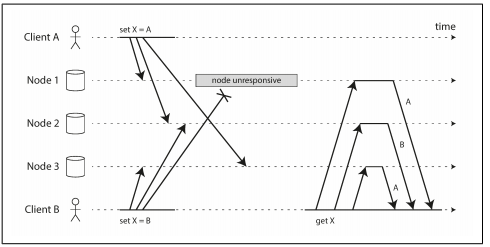 time
Client A
set X = A
Node 1
node unresponsive
A
Node 2
B
Node 3
A
Client B
set X = B
get X